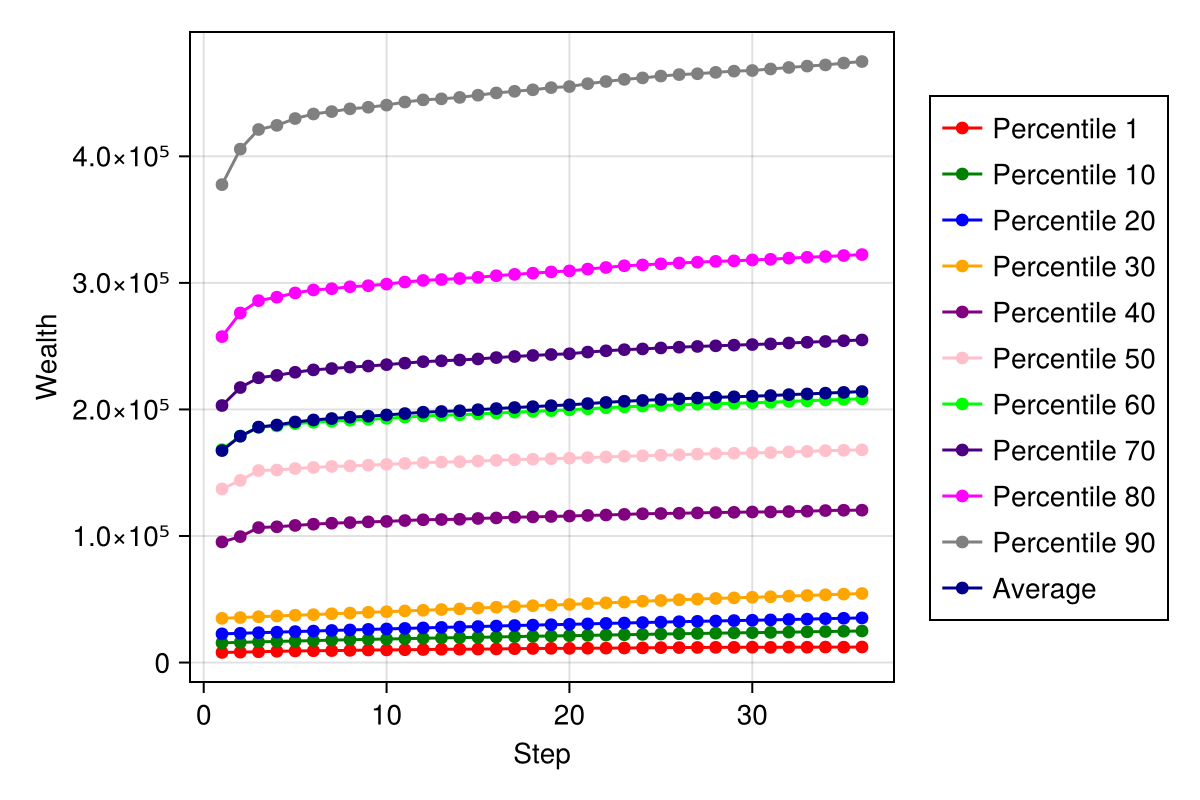 4.0×10⁵
3.0×10⁵
2.0×10⁵
1.0×10⁵
0
Wealth
0 10 20 30
Step
Percentile 1
Percentile 10
Percentile 20
Percentile 30
Percentile 40
Percentile 50
Percentile 60
Percentile 70
Percentile 80
Percentile 90
Average